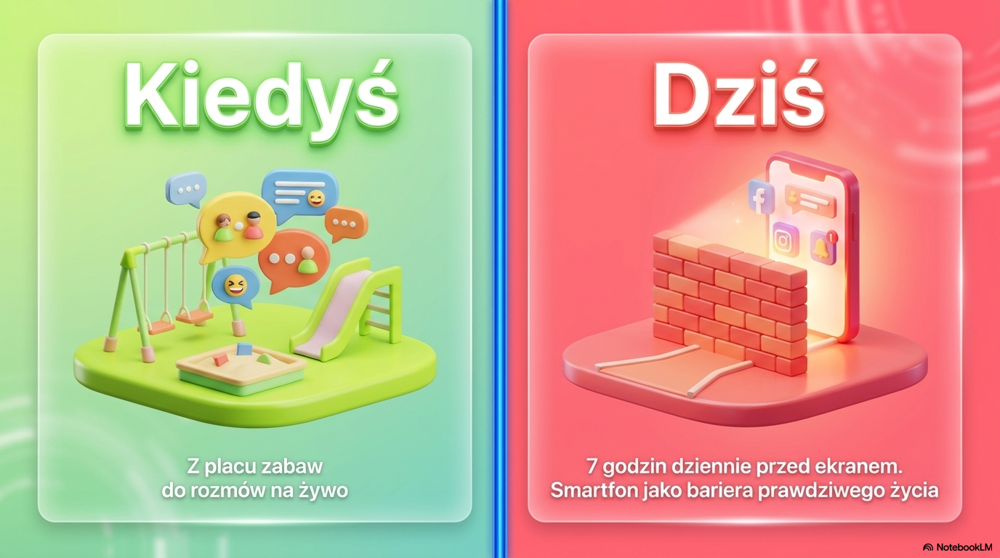 Kiedyś
Z placu zabaw
do rozmów na żywo
Dziś
7 godzin dziennie przed ekranem.
Smartfon jako bariera prawdziwego życia
NotebookLM